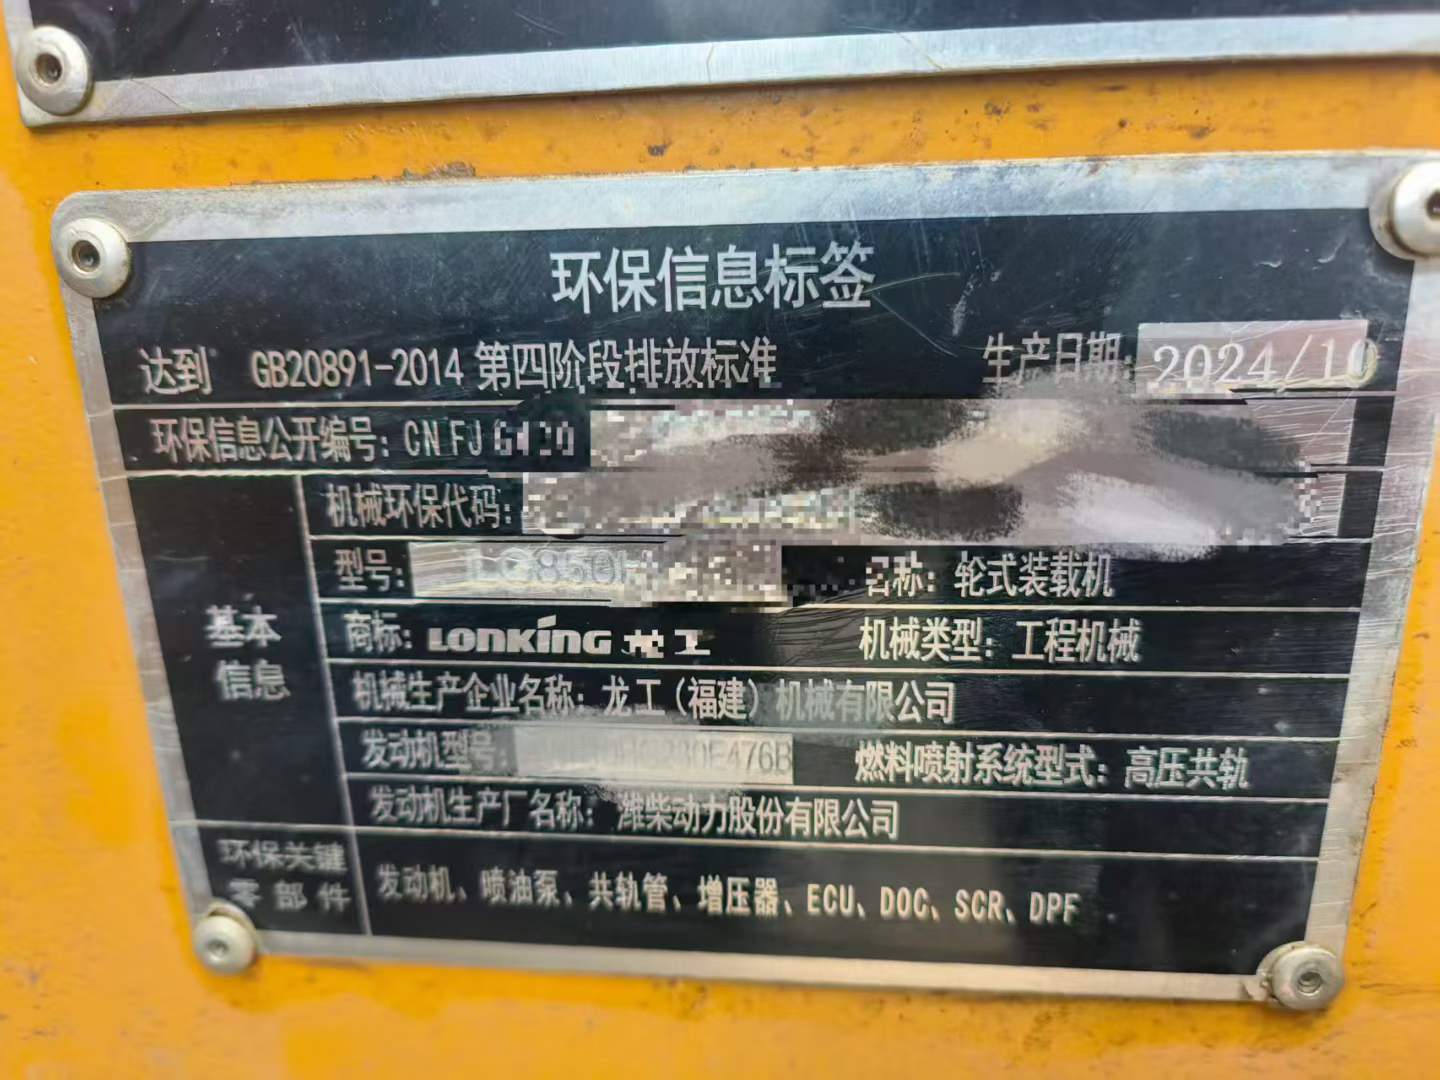 环保信息标签
达到 GB20891-2014 第四阶段排放标准 生产日期: 2024/10
环保信息公开编号: CN FJ G4
机械环保代码:
基本信息
型号: LG850H 名称: 轮式装载机
商标: LONKING 龙工 机械类型: 工程机械
机械生产企业名称: 龙工(福建)机械有限公司
发动机型号: E476B 燃料喷射系统型式: 高压共轨
发动机生产厂名称: 潍柴动力股份有限公司
环保关键零部件 发动机、喷油泵、共轨管、增压器、ECU、DOC、SCR、DPF